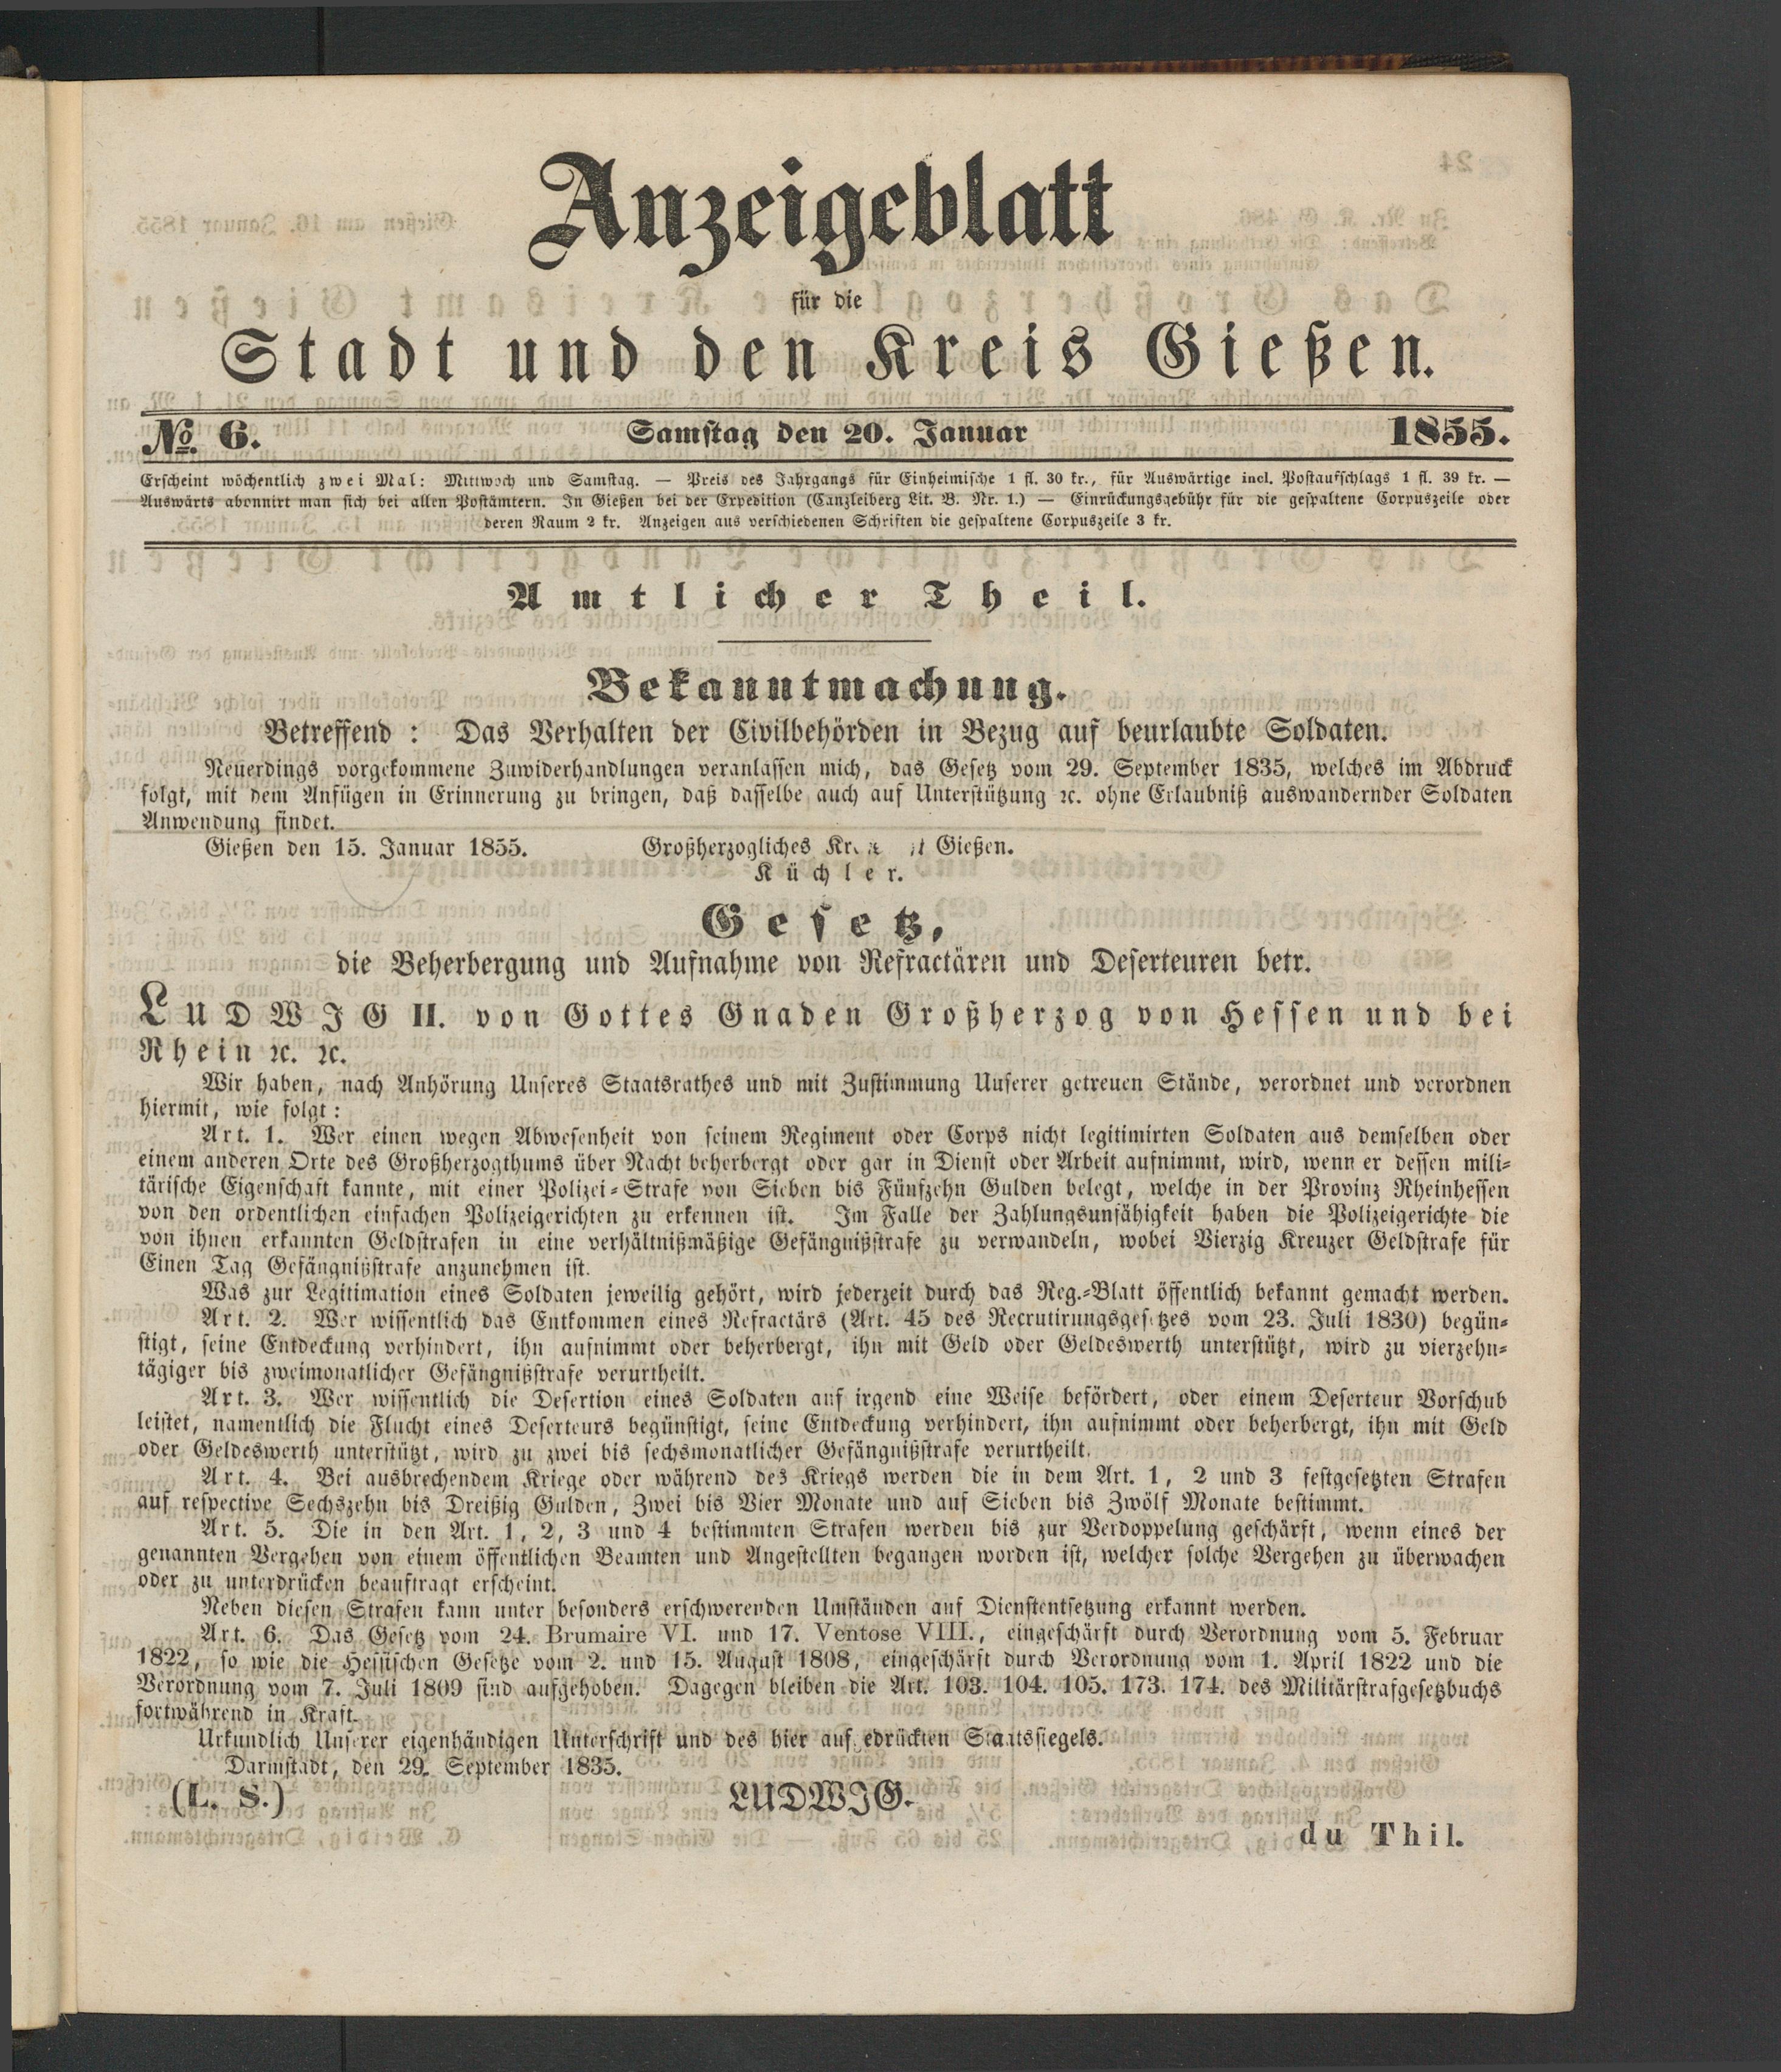 Anzeigeblatt
für die
Stadt und den Kreis Gießen.
No. 6. Samstag den 20. Januar 1855.
Erscheint wöchentlich zwei Mal: Mittwoch und Samstag. — Preis des Jahrgangs für Einheimische 1 fl. 30 kr., für Auswärtige incl. Postaufschlags 1 fl. 39 kr. —
Auswärts abonnirt man sich bei allen Postämtern. In Gießen bei der Expedition (Canzleiberg Lit. B. Nr. 1.) — Einrückungsgebühr für die gespaltene Corpuszeile oder
deren Raum 2 kr. Anzeigen aus verschiedenen Schriften die gespaltene Corpuszeile 3 kr.
Amtlicher Theil.
Bekanntmachung.
Betreffend: Das Verhalten der Civilbehörden in Bezug auf beurlaubte Soldaten.
Neuerdings vorgekommene Zuwiderhandlungen veranlassen mich, das Gesetz vom 29. September 1835, welches im Abdruck
folgt, mit dem Anfügen in Erinnerung zu bringen, daß dasselbe auch auf Unterstützung ꝛc. ohne Erlaubniß auswandernder Soldaten
Anwendung findet.
Gießen den 15. Januar 1855. Großherzogliches Gießen.
Küchler.
Gesetz,
die Beherbergung und Aufnahme von Refractären und Deserteuren betr.
LUDWIG II. von Gottes Gnaden Großherzog von Hessen und bei
Rhein ꝛc. ꝛc.
Wir haben, nach Anhörung Unseres Staatsrathes und mit Zustimmung Unserer getreuen Stände, verordnet und verordnen
hiermit, wie folgt:
Art. 1. Wer einen wegen Abwesenheit von seinem Regiment oder Corps nicht legitimirten Soldaten aus demselben oder
einem anderen Orte des Großherzogthums über Nacht beherbergt oder gar in Dienst oder Arbeit aufnimmt, wird, wenn er dessen mili-
tärische Eigenschaft kannte, mit einer Polizei-Strafe von Sieben bis Fünfzehn Gulden belegt, welche in der Provinz Rheinhessen
von den ordentlichen einfachen Polizeigerichten zu erkennen ist. Im Falle der Zahlungsunfähigkeit haben die Polizeigerichte die
von ihnen erkannten Geldstrafen in eine verhältnißmäßige Gefängnißstrafe zu verwandeln, wobei Vierzig Kreuzer Geldstrafe für
Einen Tag Gefängnißstrafe anzunehmen ist.
Was zur Legitimation eines Soldaten jeweilig gehört, wird jederzeit durch das Reg.-Blatt öffentlich bekannt gemacht werden.
Art. 2. Wer wissentlich das Entkommen eines Refractärs (Art. 45 des Recrutirungsgesetzes vom 23. Juli 1830) begün-
stigt, seine Entdeckung verhindert, ihn aufnimmt oder beherbergt, ihn mit Geld oder Geldeswerth unterstützt, wird zu vierzehn-
tägiger bis zweimonatlicher Gefängnißstrafe verurtheilt.
Art. 3. Wer wissentlich die Desertion eines Soldaten auf irgend eine Weise befördert, oder einem Deserteur Vorschub
leistet, namentlich die Flucht eines Deserteurs begünstigt, seine Entdeckung verhindert, ihn aufnimmt oder beherbergt, ihn mit Geld
oder Geldeswerth unterstützt, wird zu zwei bis sechsmonatlicher Gefängnißstrafe verurtheilt.
Art. 4. Bei ausbrechendem Kriege oder während des Kriegs werden die in dem Art. 1, 2 und 3 festgesetzten Strafen
auf respective Sechszehn bis Dreißig Gulden, Zwei bis Vier Monate und auf Sieben bis Zwölf Monate bestimmt.
Art. 5. Die in den Art. 1, 2, 3 und 4 bestimmten Strafen werden bis zur Verdoppelung geschärft, wenn eines der
genannten Vergehen von einem öffentlichen Beamten und Angestellten begangen worden ist, welcher solche Vergehen zu überwachen
oder zu unterdrücken beauftragt erscheint.
Neben diesen Strafen kann unter besonders erschwerenden Umständen auf Dienstentsetzung erkannt werden.
Art. 6. Das Gesetz vom 24. Brumaire VI. und 17. Ventose VIII., eingeschärft durch Verordnung vom 5. Februar
1822, so wie die Hessischen Gesetze vom 2. und 15. August 1808, eingeschärft durch Verordnung vom 1. April 1822 und die
Verordnung vom 7. Juli 1809 sind aufgehoben. Dagegen bleiben die Art. 103. 104. 105. 173. 174. des Militärstrafgesetzbuchs
fortwährend in Kraft.
Urkundlich Unserer eigenhändigen Unterschrift und des hier aufgedrückten Staatssiegels.
Darmstadt, den 29. September 1835.
(L. S.) LUDWIG.
du Thil.